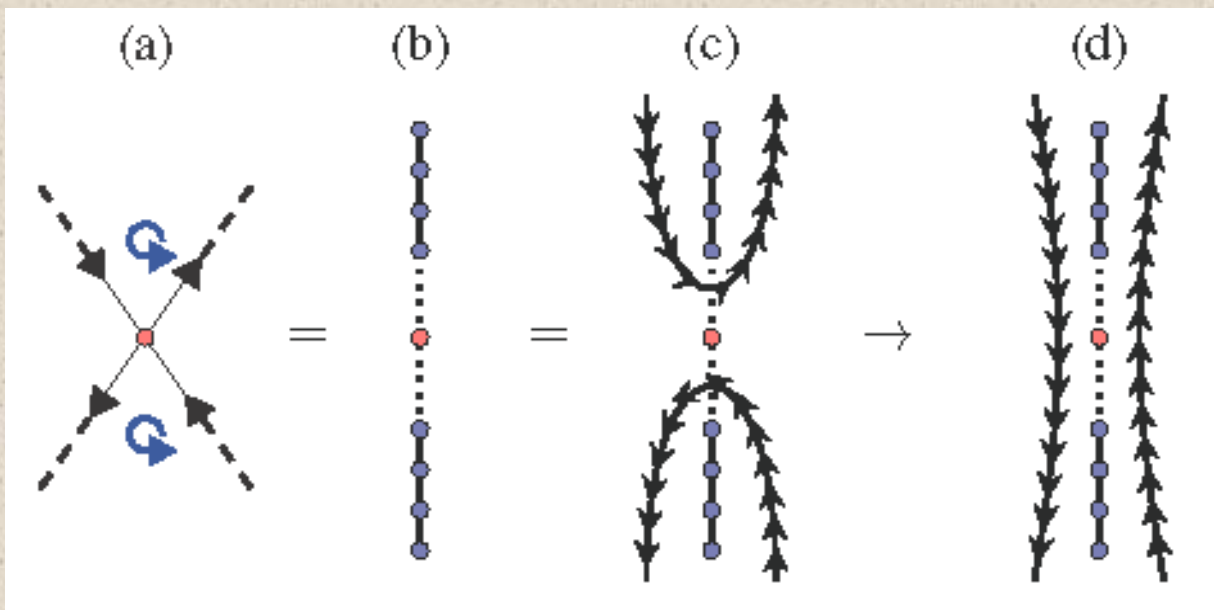 (a) (b) (c) (d)
= = →